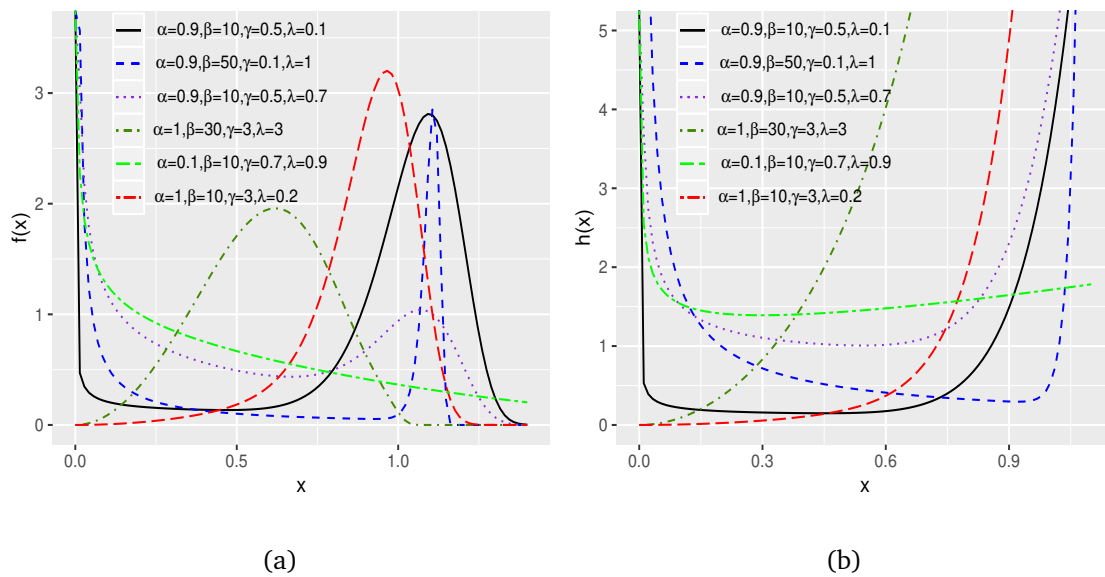 α=0.9,β=10,γ=0.5,λ=0.1
α=0.9,β=50,γ=0.1,λ=1
α=0.9,β=10,γ=0.5,λ=0.7
α=1,β=30,γ=3,λ=3
α=0.1,β=10,γ=0.7,λ=0.9
α=1,β=10,γ=3,λ=0.2
f(x)
3
2
1
0
0.0 0.5 1.0
x
(a)
α=0.9,β=10,γ=0.5,λ=0.1
α=0.9,β=50,γ=0.1,λ=1
α=0.9,β=10,γ=0.5,λ=0.7
α=1,β=30,γ=3,λ=3
α=0.1,β=10,γ=0.7,λ=0.9
α=1,β=10,γ=3,λ=0.2
h(x)
5
4
3
2
1
0
0.0 0.3 0.6 0.9
x
(b)